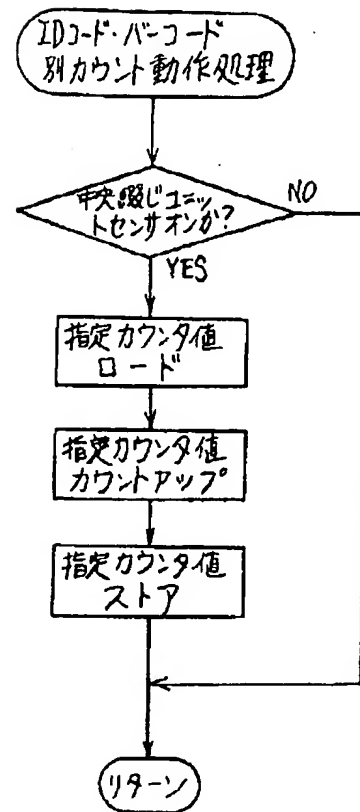 IDコード・バーコード
別カウント動作処理
中央綴じユニッ
トセンサオンか?
NO
YES
指定カウンタ値
ロード
指定カウンタ値
カウントアップ
指定カウンタ値
ストア
リターン